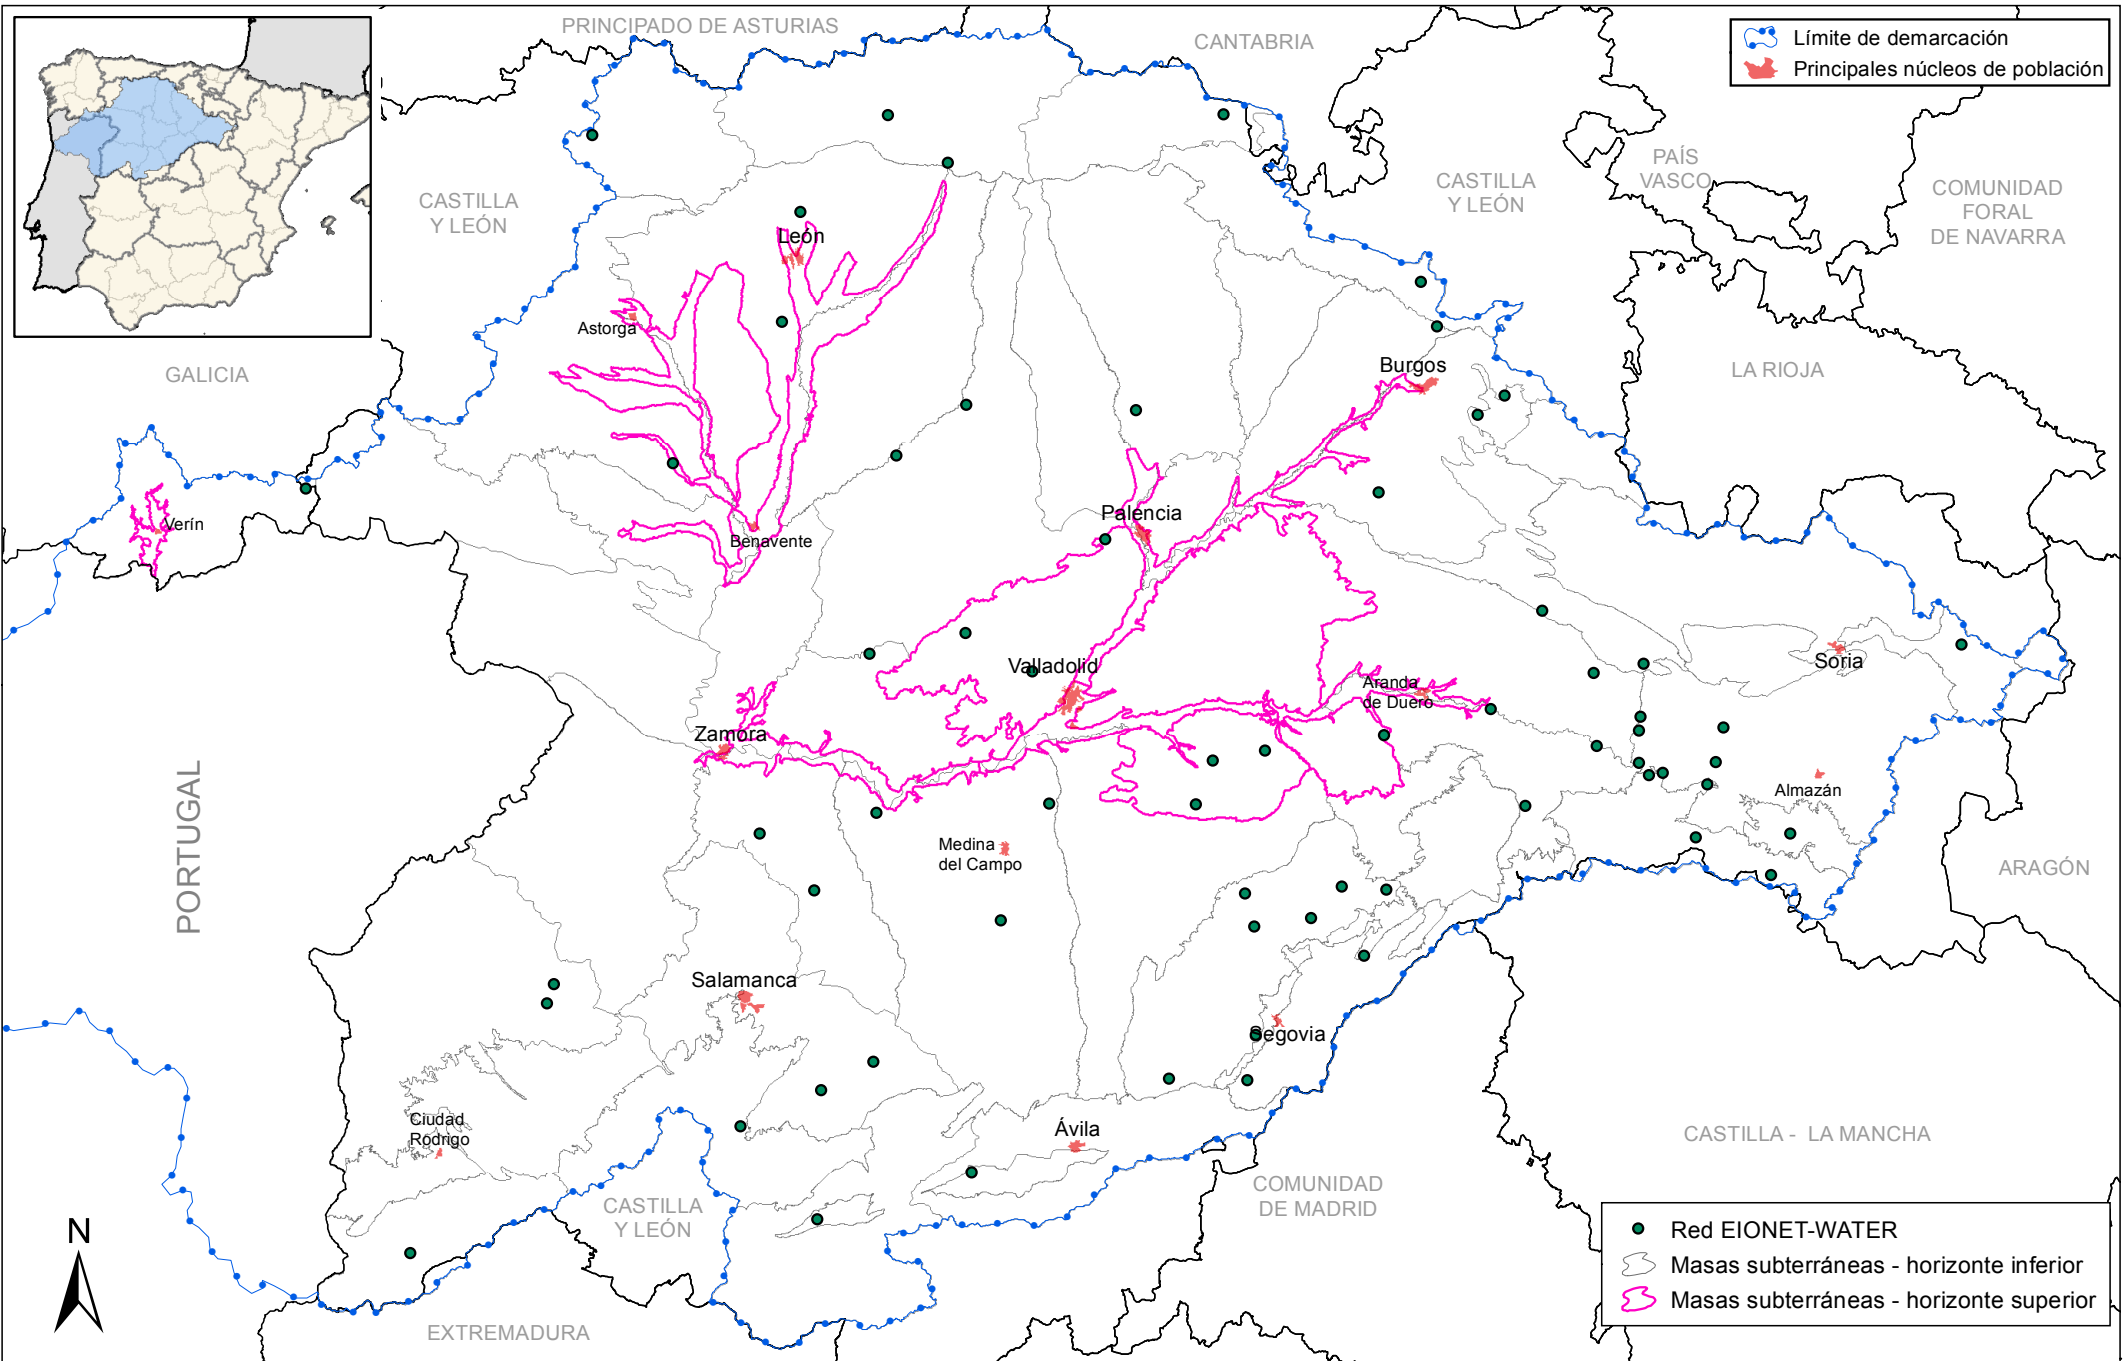 PRINCIPADO DE ASTURIAS
CANTABRIA
Límite de demarcación
Principales núcleos de población
CASTILLA
Y LEÓN
CASTILLA
Y LEÓN
PAÍS
VASCO
COMUNIDAD
FORAL
DE NAVARRA
León
Astorga
GALICIA
Burgos
LA RIOJA
Verín
Palencia
Benavente
Valladolid
Soria
Aranda
de Duero
Zamora
Almazán
PORTUGAL
Medina
del Campo
ARAGÓN
Salamanca
Segovia
Ciudad
Rodrigo
Ávila
CASTILLA - LA MANCHA
CASTILLA
Y LEÓN
COMUNIDAD
DE MADRID
N
EXTREMADURA
Red EIONET-WATER
Masas subterráneas - horizonte inferior
Masas subterráneas - horizonte superior